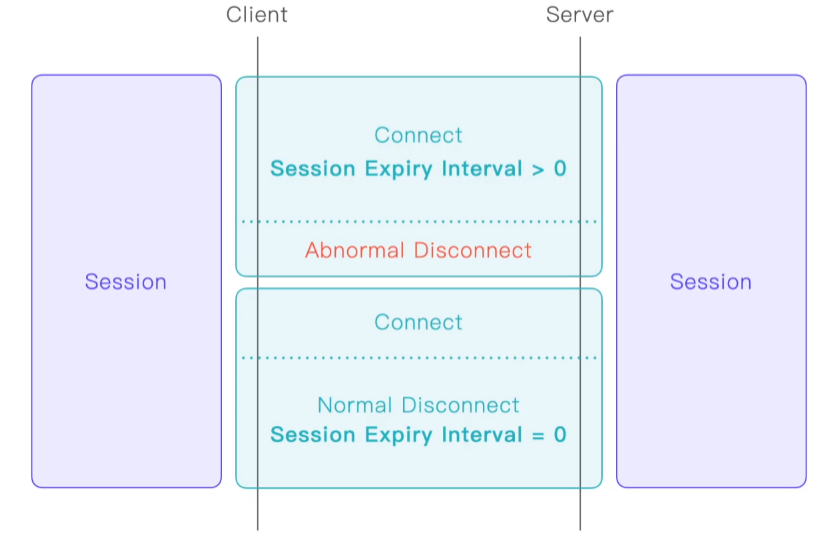 Client
Server
Connect
Session Expiry Interval > 0
Abnormal Disconnect
Session
Session
Connect
Normal Disconnect
Session Expiry Interval = 0